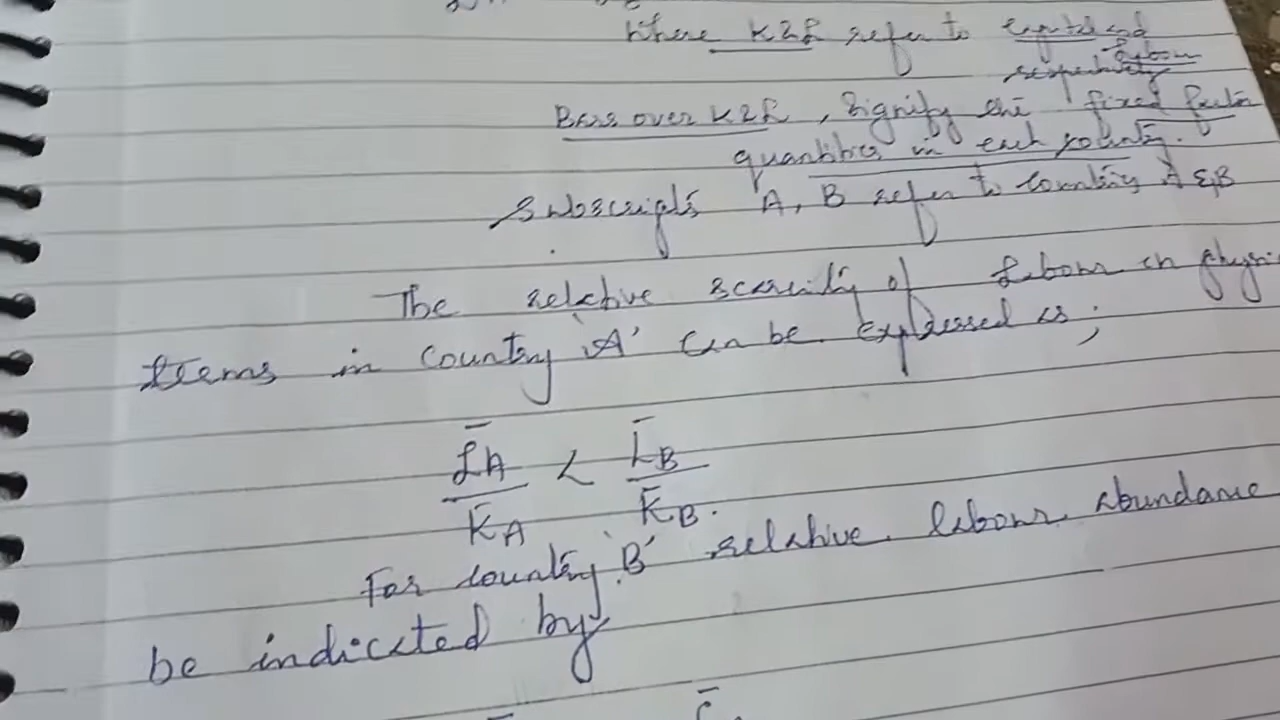 Where K & L refer to capital and
Labour
respectively
Bars over K & L, Signify the fixed factor
quantities in each country.
Subscripts A, B refer to Country A & B
The relative scarcity of Labour in physi
terms in country 'A' can be expressed as;
L̄A < L̄B
K̄A K̄B.
For country 'B' relative labour abundance
be indicated by